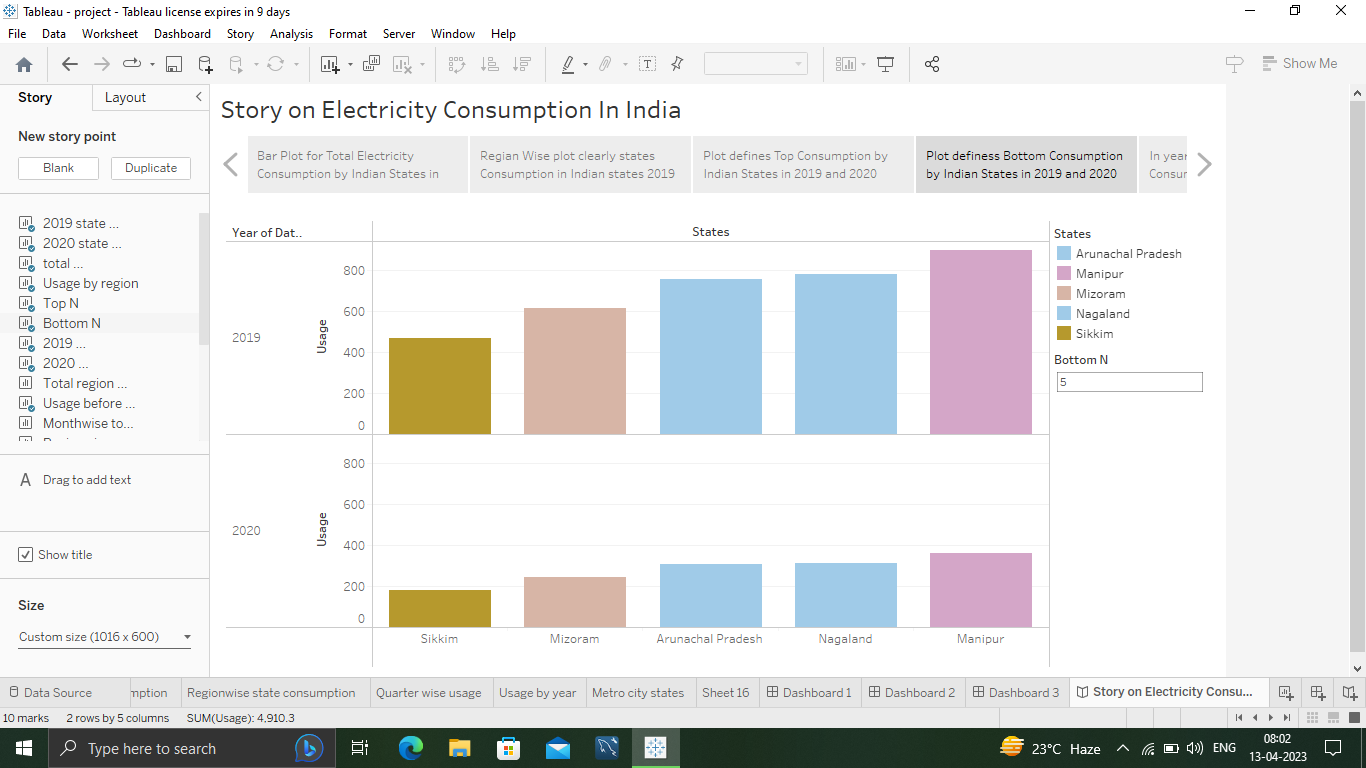 Tableau - project - Tableau license expires in 9 days
File Data Worksheet Dashboard Story Analysis Format Server Window Help
Show Me
Story Layout
New story point
Blank Duplicate
2019 state ...
2020 state ...
total ...
Usage by region
Top N
Bottom N
2019 ...
2020 ...
Total region ...
Usage before ...
Monthwise to...
A Drag to add text
Show title
Size
Custom size (1016 x 600)
Story on Electricity Consumption In India
Bar Plot for Total Electricity
Consumption by Indian States in
Regian Wise plot clearly states
Consumption in Indian states 2019
Plot defines Top Consumption by
Indian States in 2019 and 2020
Plot definess Bottom Consumption
by Indian States in 2019 and 2020
In year
Consur
Year of Dat..
States
2019
Usage
800
600
400
200
0
2020
Usage
800
600
400
200
0
Sikkim Mizoram Arunachal Pradesh Nagaland Manipur
States
Arunachal Pradesh
Manipur
Mizoram
Nagaland
Sikkim
Bottom N
5
Data Source mption Regionwise state consumption Quarter wise usage Usage by year Metro city states Sheet 16 Dashboard 1 Dashboard 2 Dashboard 3 Story on Electricity Consu...
10 marks 2 rows by 5 columns SUM(Usage): 4,910.3
Type here to search
23°C Haze
ENG
08:02
13-04-2023